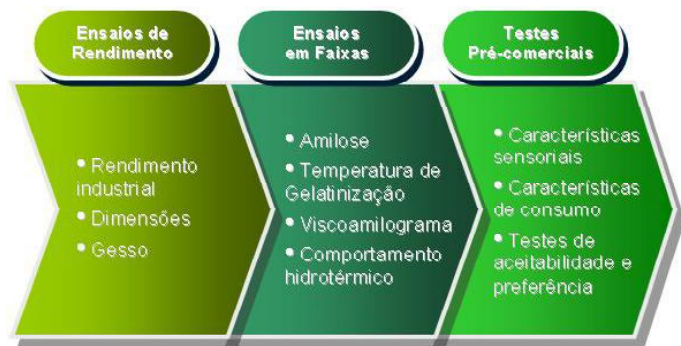 Ensaios de
Rendimento
• Rendimento
industrial
• Dimensões
• Gesso
Ensaios
em Faixas
• Amilose
• Temperatura de
Gelatinização
• Viscoamilograma
• Comportamento
hidrotérmico
Testes
Pré-comerciais
• Características
sensoriais
• Características
de consumo
• Testes de
aceitabilidade e
preferência